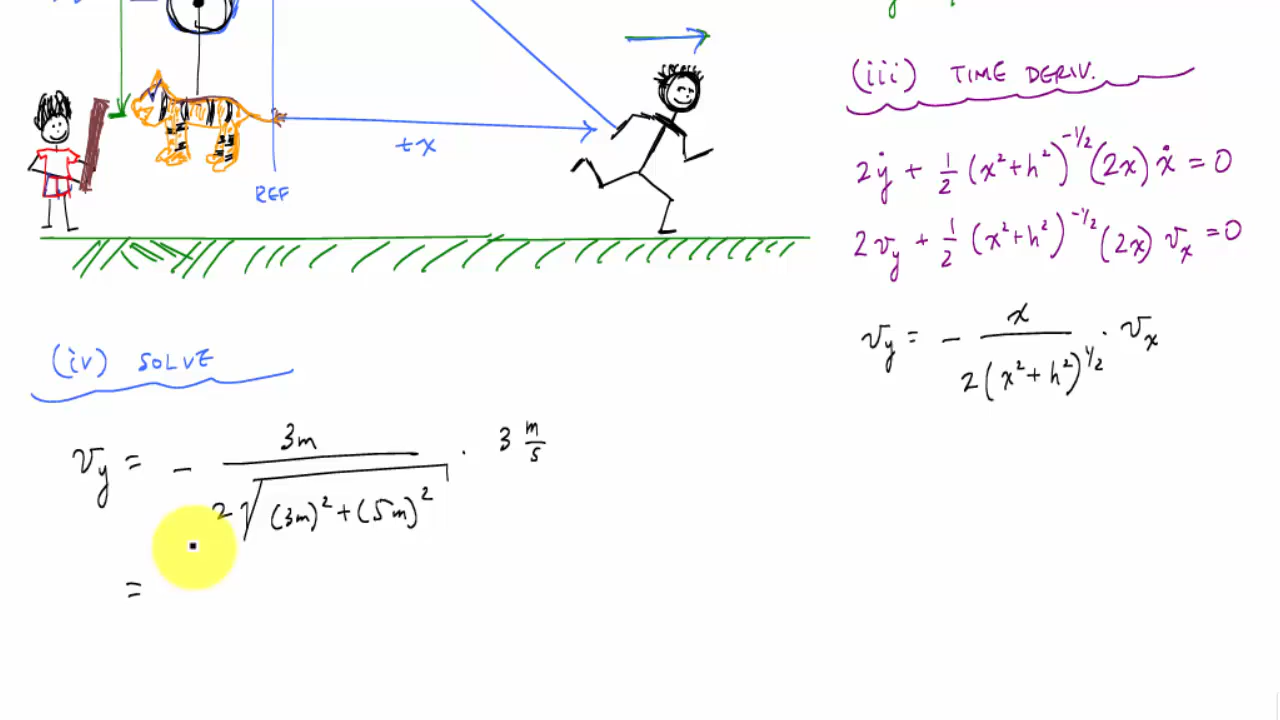 +x
REF
(iii) TIME DERIV.
2ẏ + 1/2 (x² + h²)^-1/2 (2x) ẋ = 0
2v_y + 1/2 (x² + h²)^-1/2 (2x) v_x = 0
v_y = - x / 2(x² + h²)^1/2 · v_x
(iv) SOLVE
v_y = - 3m / 2√((3m)² + (5m)²) · 3 m/s
=